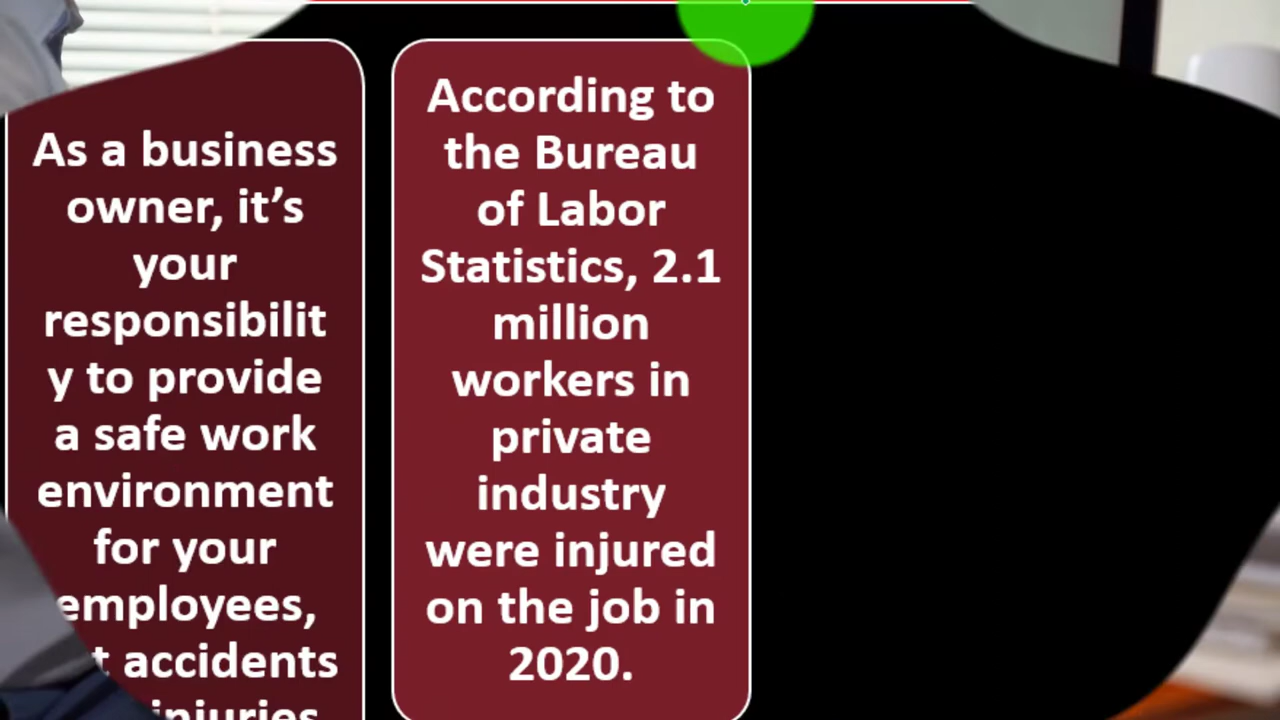 As a business
owner, it's
your
responsibilit
y to provide
a safe work
environment
for your
employees,
accidents
injuries
According to
the Bureau
of Labor
Statistics, 2.1
million
workers in
private
industry
were injured
on the job in
2020.